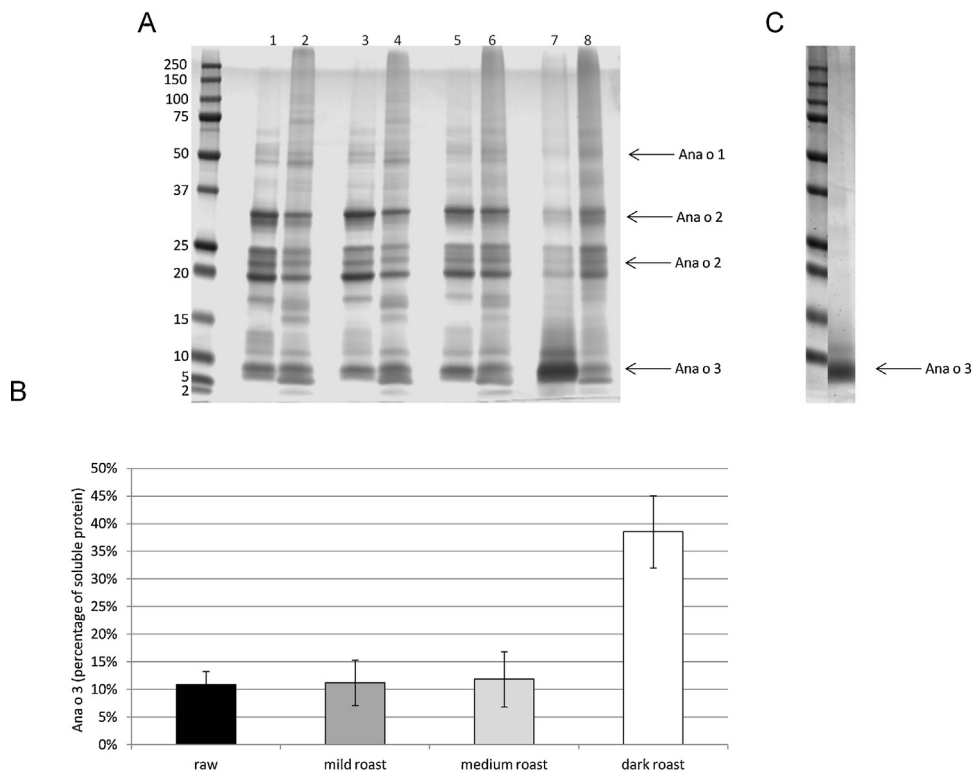 A
C
1 2 3 4 5 6 7 8
250
150
100
75
50
37
25
20
15
10
5
2
Ana o 1
Ana o 2
Ana o 2
Ana o 3
Ana o 3
B
Ana o 3 (percentage of soluble protein)
50%
45%
40%
35%
30%
25%
20%
15%
10%
5%
0%
raw mild roast medium roast dark roast